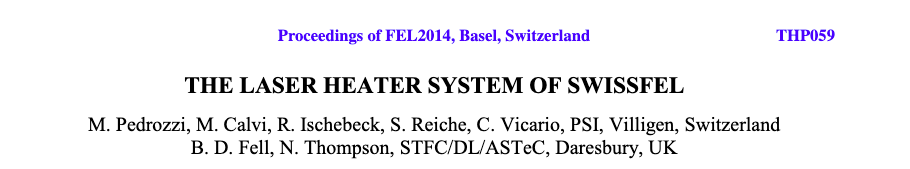 Proceedings of FEL2014, Basel, Switzerland THP059
THE LASER HEATER SYSTEM OF SWISSFEL
M. Pedrozzi, M. Calvi, R. Ischebeck, S. Reiche, C. Vicario, PSI, Villigen, Switzerland
B. D. Fell, N. Thompson, STFC/DL/ASTeC, Daresbury, UK